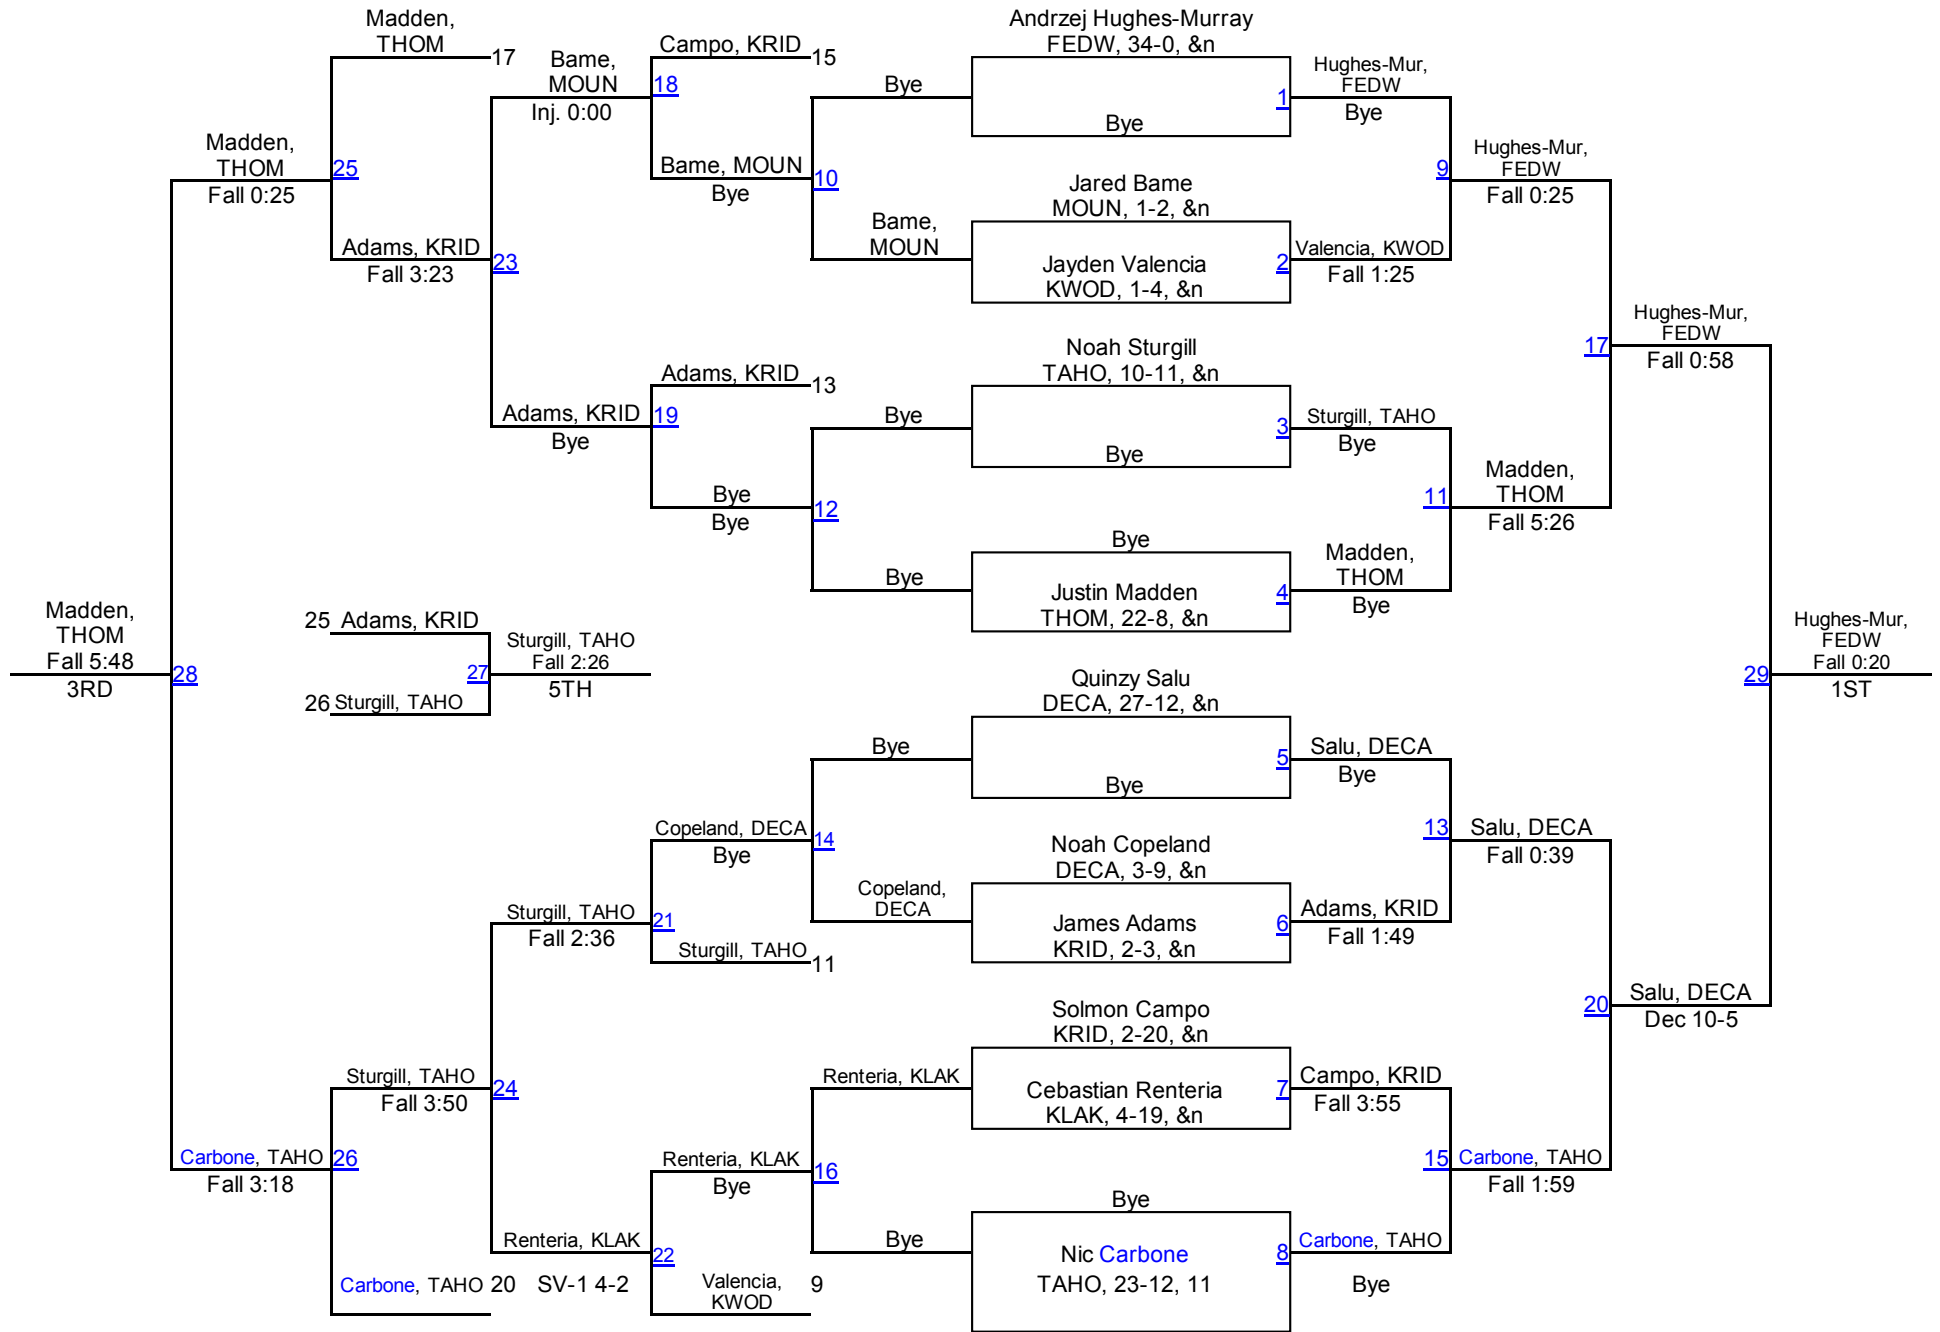 Madden,
THOM
17
Bame,
MOUN
Inj. 0:00
Campo, KRID
15
18
Bye
Andrzej Hughes-Murray
FEDW, 34-0, &n
Bye
1
Hughes-Mur,
FEDW
Bye
Madden,
THOM
Fall 0:25
25
Bame, MOUN
Bye
10
Jared Bame
MOUN, 1-2, &n
9
Hughes-Mur,
FEDW
Fall 0:25
Adams, KRID
Fall 3:23
23
Bame,
MOUN
Jayden Valencia
KWOD, 1-4, &n
2
Valencia, KWOD
Fall 1:25
Noah Sturgill
TAHO, 10-11, &n
17
Hughes-Mur,
FEDW
Fall 0:58
Adams, KRID
13
Adams, KRID
Bye
19
Bye
Bye
3
Sturgill, TAHO
Bye
Bye
Bye
12
11
Madden,
THOM
Fall 5:26
Bye
Bye
Justin Madden
THOM, 22-8, &n
4
Madden,
THOM
Bye
Madden,
THOM
Fall 5:48
3RD
28
25
Adams, KRID
26
Sturgill, TAHO
27
Sturgill, TAHO
Fall 2:26
5TH
Quinzy Salu
DECA, 27-12, &n
29
Hughes-Mur,
FEDW
Fall 0:20
1ST
Bye
Bye
5
Salu, DECA
Bye
Copeland, DECA
Bye
14
Noah Copeland
DECA, 3-9, &n
13
Salu, DECA
Fall 0:39
Sturgill, TAHO
Fall 2:36
21
Copeland,
DECA
James Adams
KRID, 2-3, &n
6
Adams, KRID
Fall 1:49
Sturgill, TAHO
11
Solmon Campo
KRID, 2-20, &n
20
Salu, DECA
Dec 10-5
Sturgill, TAHO
Fall 3:50
24
Renteria, KLAK
Cebastian Renteria
KLAK, 4-19, &n
7
Campo, KRID
Fall 3:55
Carbone, TAHO
Fall 3:18
26
Renteria, KLAK
Bye
16
Bye
15
Carbone, TAHO
Fall 1:59
Renteria, KLAK
SV-1 4-2
22
Bye
Nic Carbone
TAHO, 23-12, 11
8
Carbone, TAHO
Bye
Carbone, TAHO
20
Valencia,
KWOD
9